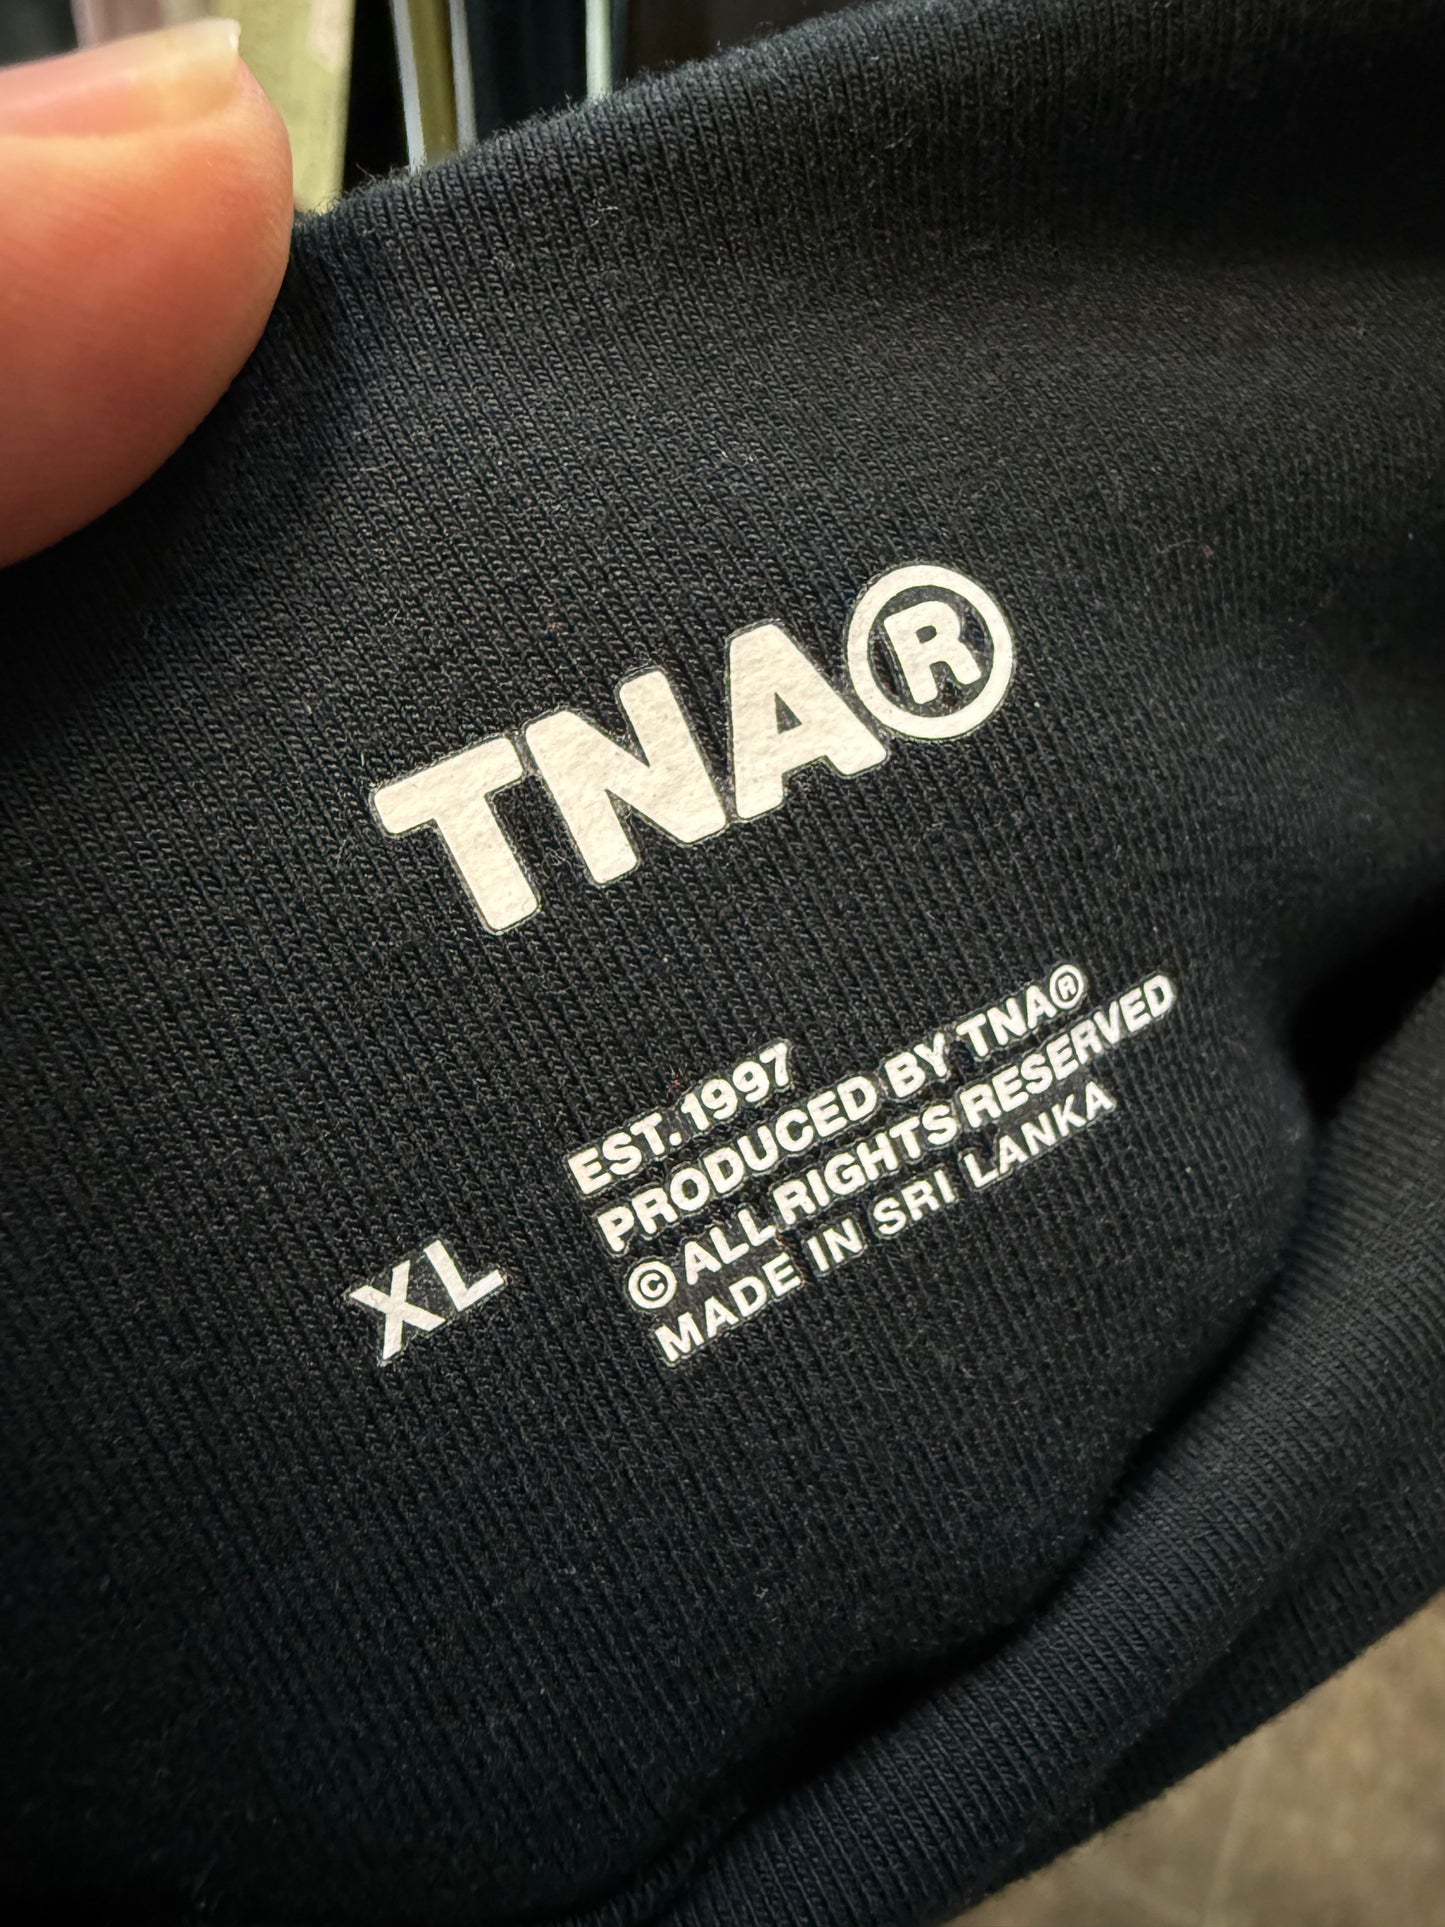 TNA®
EST. 1997
PRODUCED BY TNA®
© ALL RIGHTS RESERVED
MADE IN SRI LANKA
XL